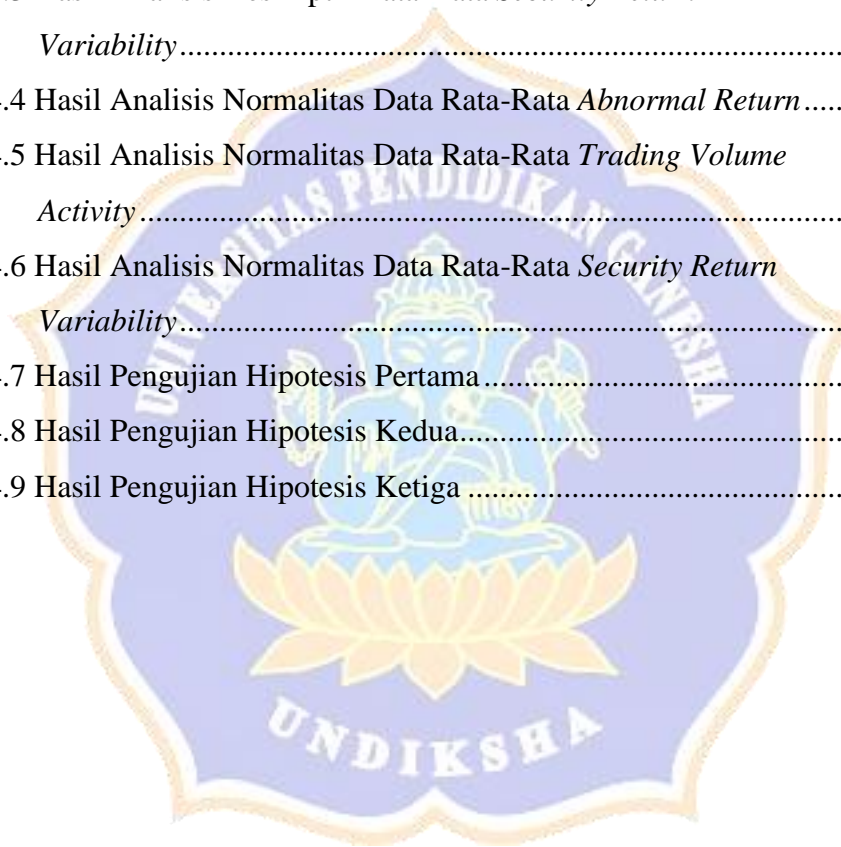 Variability
.4 Hasil Analisis Normalitas Data Rata-Rata Abnormal Return
.5 Hasil Analisis Normalitas Data Rata-Rata Trading Volume
Activity
.6 Hasil Analisis Normalitas Data Rata-Rata Security Return
Variability
.7 Hasil Pengujian Hipotesis Pertama
.8 Hasil Pengujian Hipotesis Kedua
.9 Hasil Pengujian Hipotesis Ketiga
UNIVERSITAS PENDIDIKAN GANESHA
UNDIKSHA